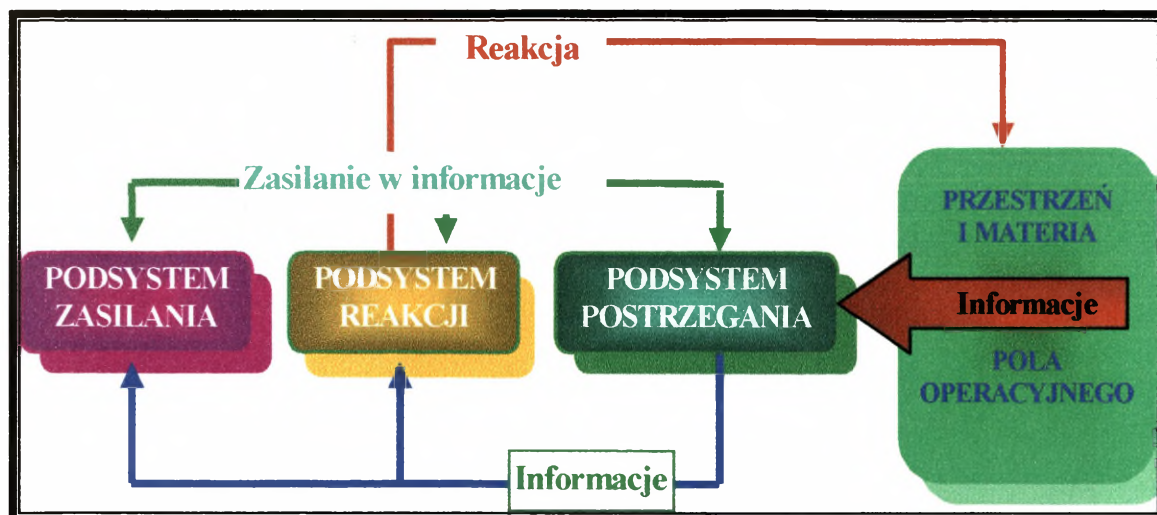 Reakcja
Zasilanie w informacje
PODSYSTEM
ZASILANIA
PODSYSTEM
REAKCJI
PODSYSTEM
POSTRZEGANIA
PRZESTRZEŃ
I MATERIA
Informacje
POLA
OPERACYJNEGO
Informacje